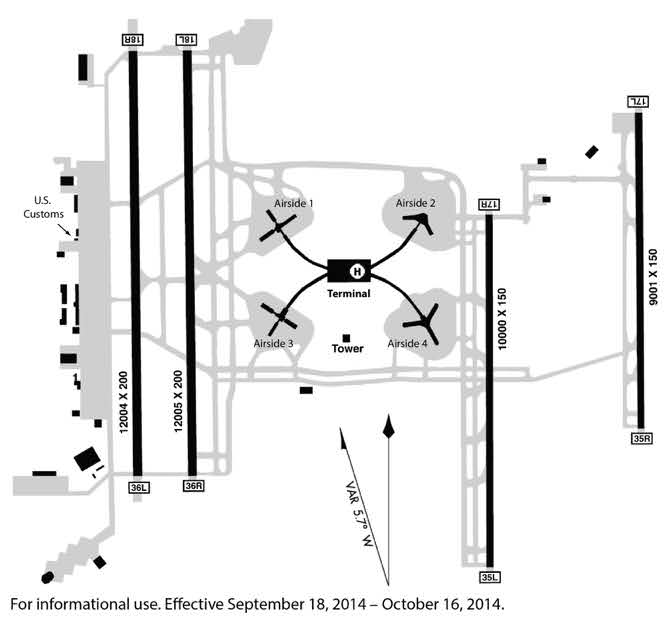 18R
18L
17L
U.S.
Customs
Airside 1
Airside 2
17R
H
Terminal
9001 X 150
10000 X 150
Airside 3
Tower
Airside 4
12004 X 200
12005 X 200
35R
36L
36R
VAR 5.7° W
35L
For informational use. Effective September 18, 2014 – October 16, 2014.